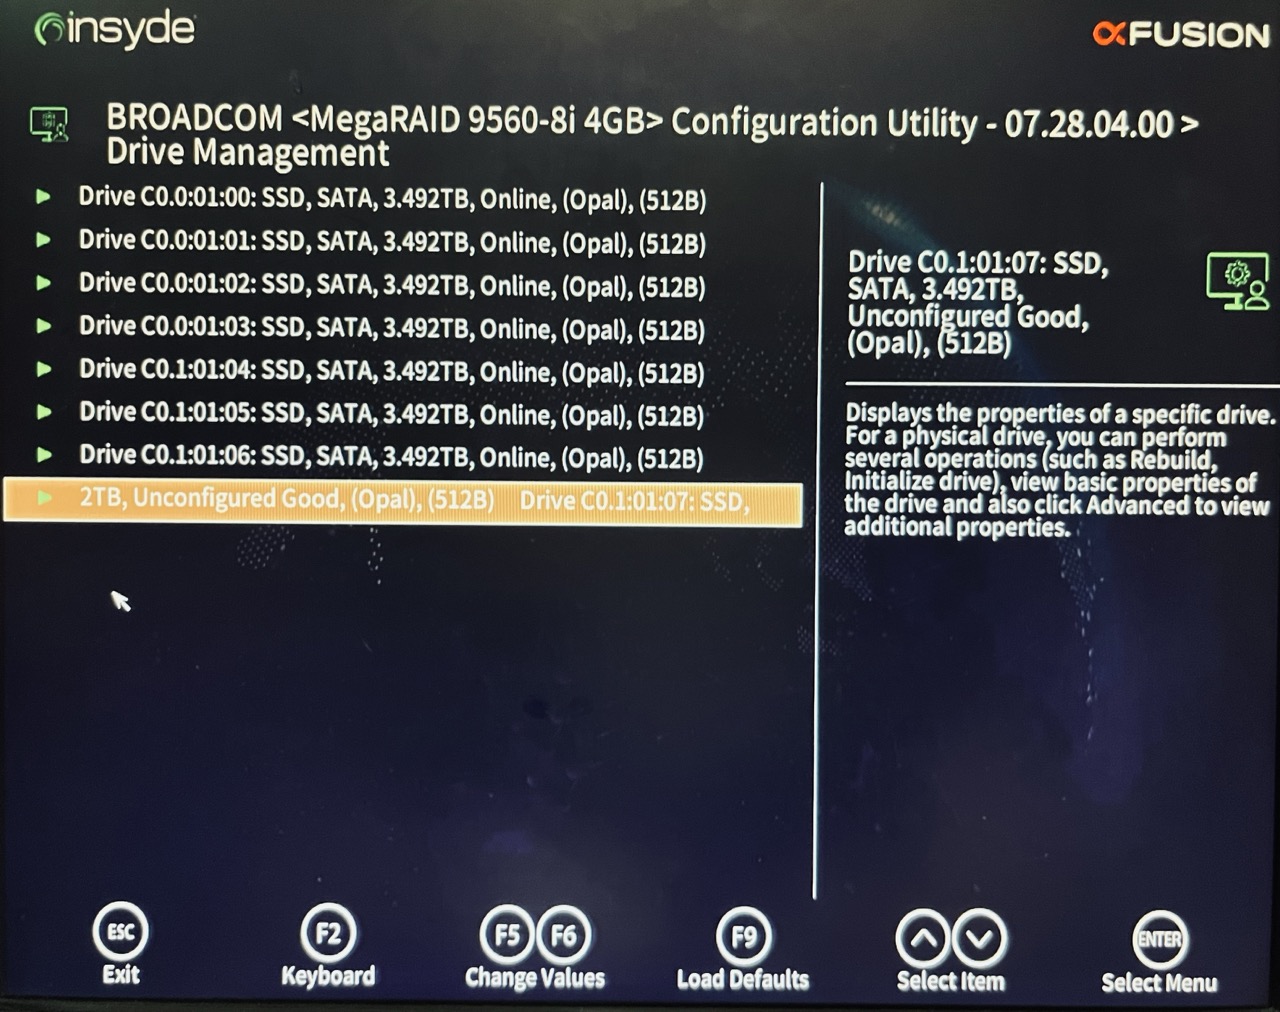 insyde
xFUSION
BROADCOM <MegaRAID 9560-8i 4GB> Configuration Utility - 07.28.04.00 >
Drive Management
Drive C0.0:01:00: SSD, SATA, 3.492TB, Online, (Opal), (512B)
Drive C0.0:01:01: SSD, SATA, 3.492TB, Online, (Opal), (512B)
Drive C0.0:01:02: SSD, SATA, 3.492TB, Online, (Opal), (512B)
Drive C0.0:01:03: SSD, SATA, 3.492TB, Online, (Opal), (512B)
Drive C0.1:01:04: SSD, SATA, 3.492TB, Online, (Opal), (512B)
Drive C0.1:01:05: SSD, SATA, 3.492TB, Online, (Opal), (512B)
Drive C0.1:01:06: SSD, SATA, 3.492TB, Online, (Opal), (512B)
2TB, Unconfigured Good, (Opal), (512B) Drive C0.1:01:07: SSD,
Drive C0.1:01:07: SSD,
SATA, 3.492TB,
Unconfigured Good,
(Opal), (512B)
Displays the properties of a specific drive.
For a physical drive, you can perform
several operations (such as Rebuild,
Initialize drive), view basic properties of
the drive and also click Advanced to view
additional properties.
ESC
Exit
F2
Keyboard
F5 F6
Change Values
F9
Load Defaults
Select Item
ENTER
Select Menu